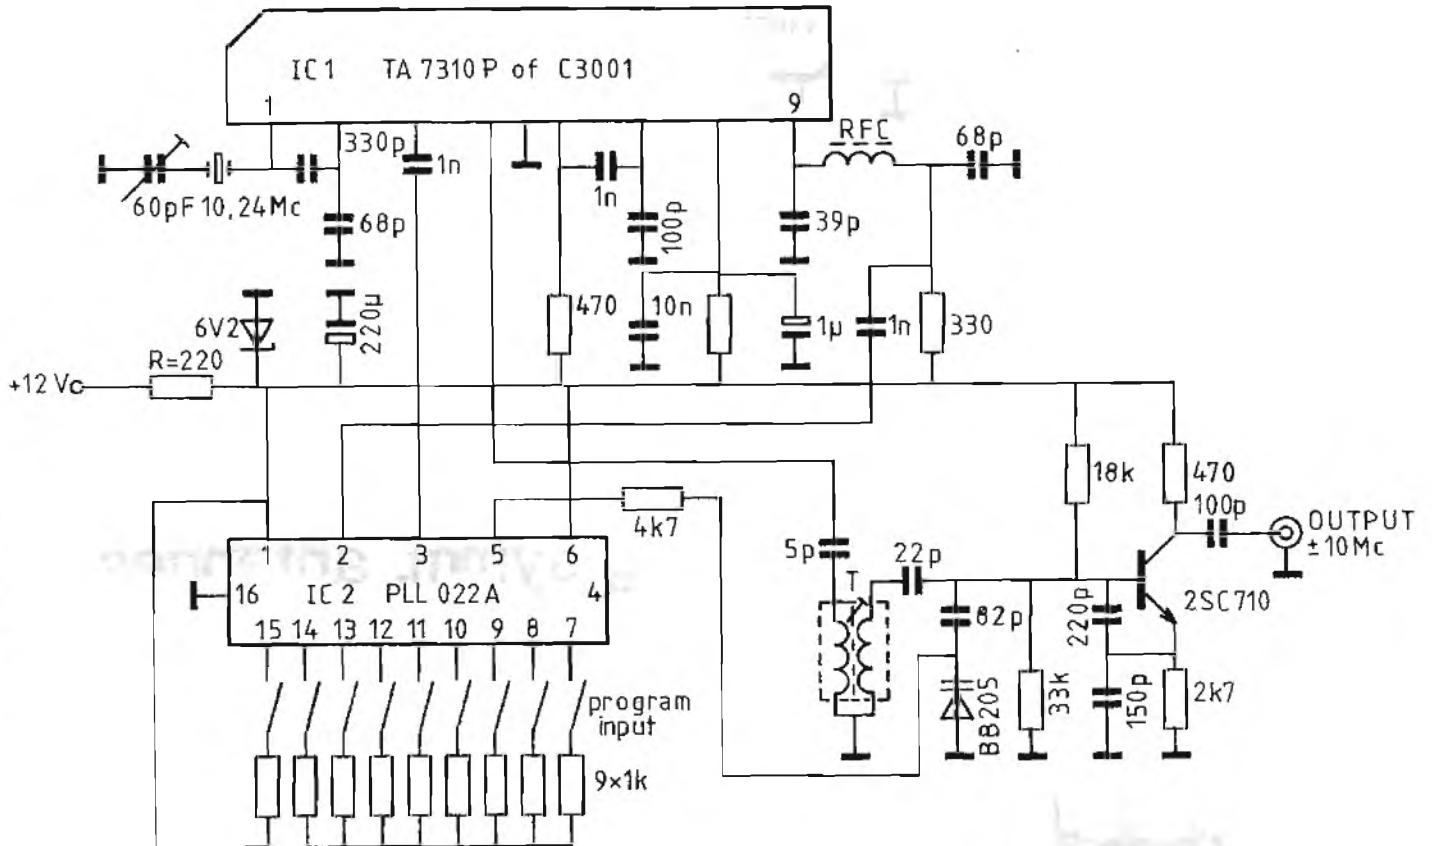 IC1 TA 7310 P of C3001
1
9
330p
1n
RFC
68p
60pF 10,24Mc
68p
1n
100p
39p
6V2
220µ
470
10n
1µ
1n
330
R=220
+12 Vc
18k
470
100p
OUTPUT
±10Mc
4k7
1 2 3 5 6
16 IC 2 PLL 022A 4
15 14 13 12 11 10 9 8 7
5p
T
22p
82p
220p
2SC710
BB205
33k
150p
2k7
program
input
9×1k
symm. antennes